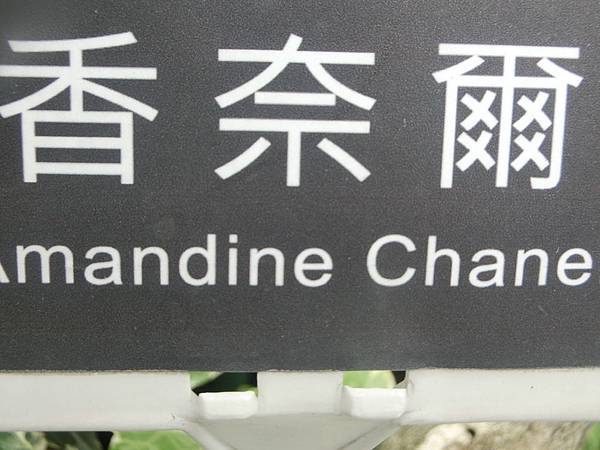 香奈爾
Amandine Chane